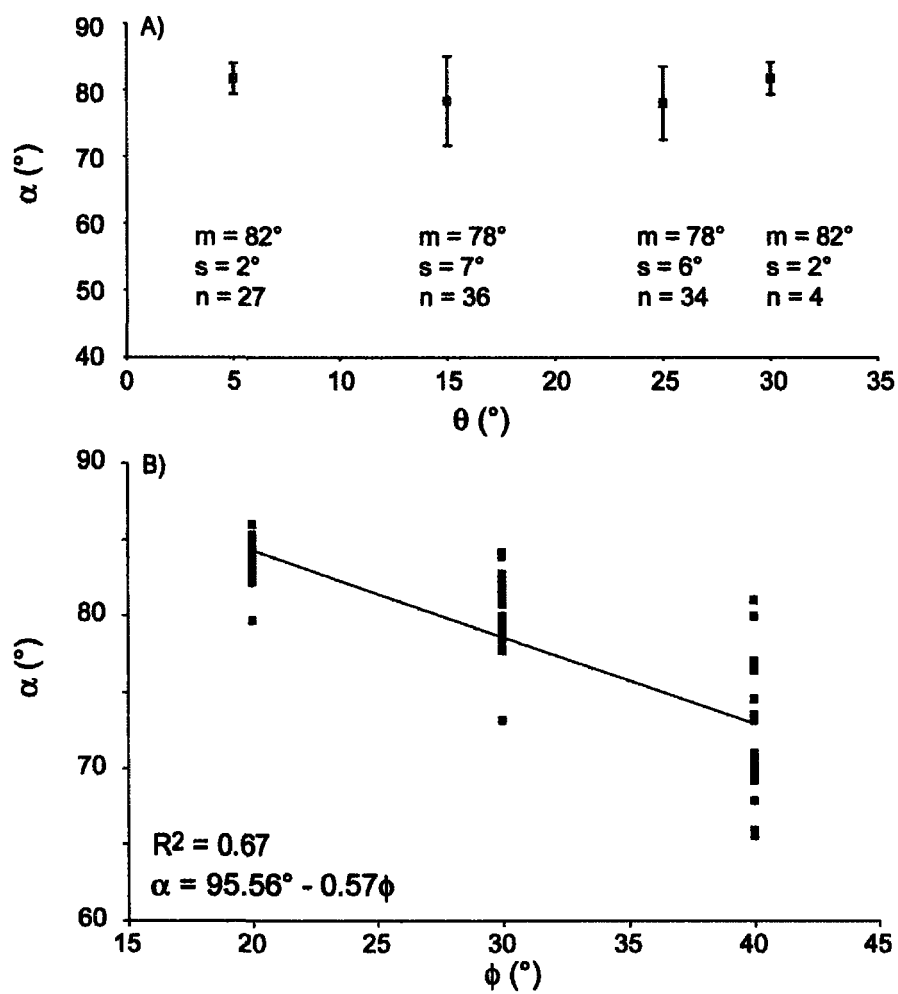 A)
90
80
70
60
50
40
α (°)
m = 82° m = 78° m = 78° m = 82°
s = 2° s = 7° s = 6° s = 2°
n = 27 n = 36 n = 34 n = 4
0 5 10 15 20 25 30 35
θ (°)
B)
90
80
70
60
α (°)
R² = 0.67
α = 95.56° - 0.57ϕ
15 20 25 30 35 40 45
ϕ (°)